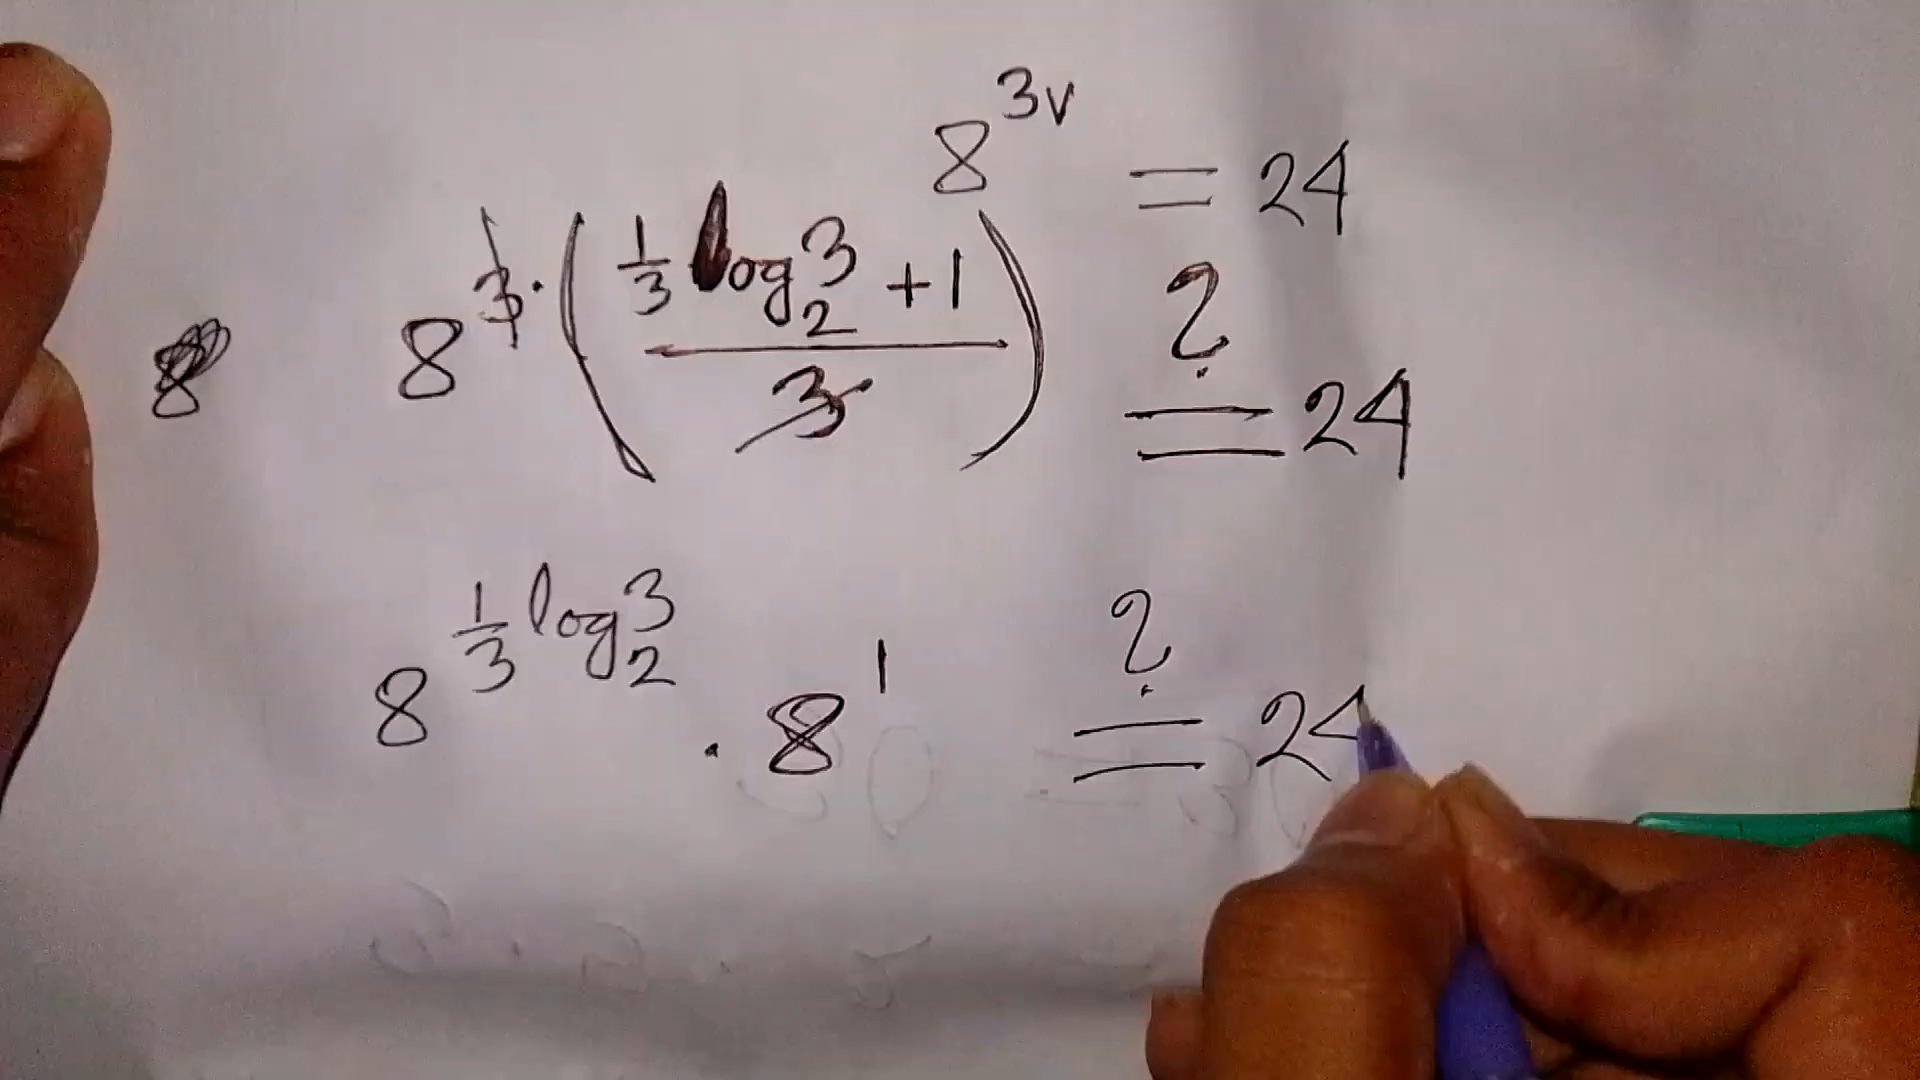 8^{3v} = 24
8 8^{3 · ((1/3 log_2 3 + 1)/3)} ?= 24
8^{1/3 log_2 3} · 8^1 ?= 24